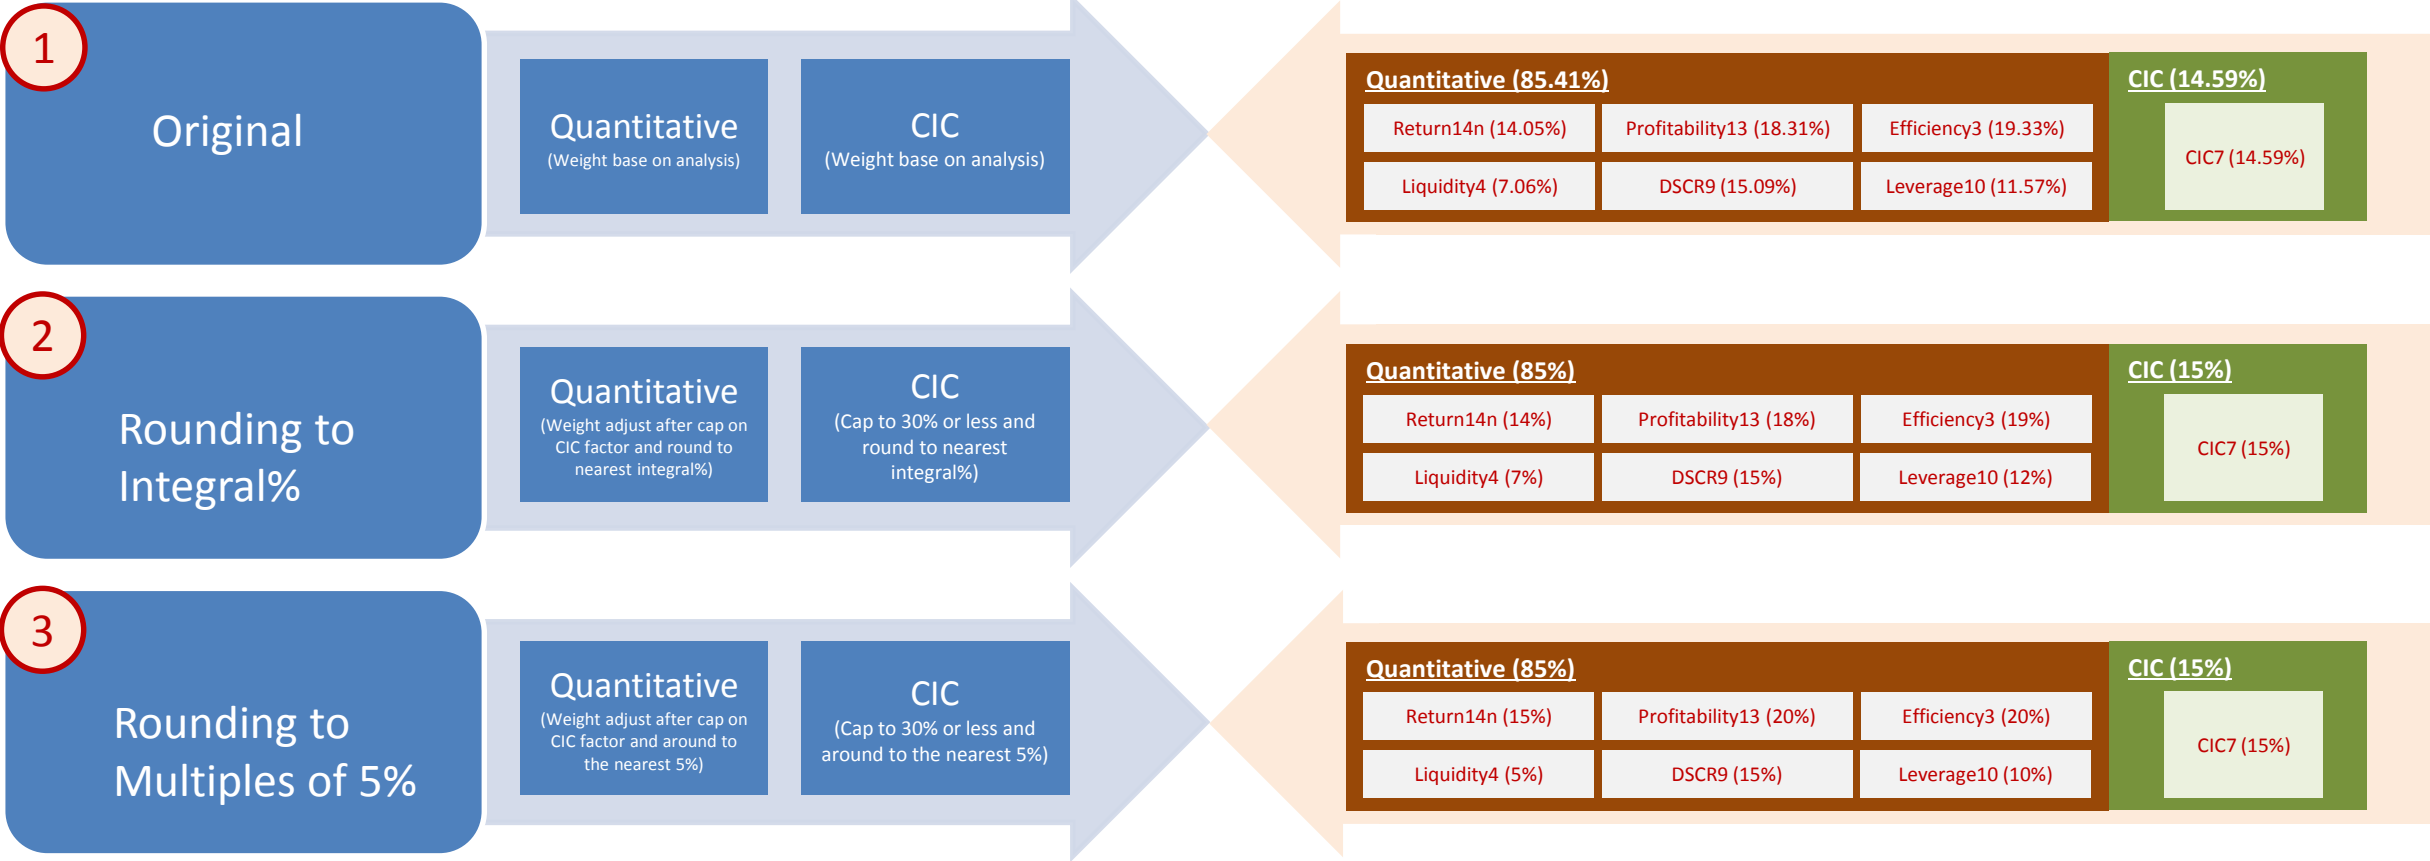 1
Original
Quantitative
(Weight base on analysis)
CIC
(Weight base on analysis)
Quantitative (85.41%)
Return14n (14.05%)
Profitability13 (18.31%)
Efficiency3 (19.33%)
Liquidity4 (7.06%)
DSCR9 (15.09%)
Leverage10 (11.57%)
CIC (14.59%)
CIC7 (14.59%)
2
Rounding to
Integral%
Quantitative
(Weight adjust after cap on
CIC factor and round to
nearest integral%)
CIC
(Cap to 30% or less and
round to nearest
integral%)
Quantitative (85%)
Return14n (14%)
Profitability13 (18%)
Efficiency3 (19%)
Liquidity4 (7%)
DSCR9 (15%)
Leverage10 (12%)
CIC (15%)
CIC7 (15%)
3
Rounding to
Multiples of 5%
Quantitative
(Weight adjust after cap on
CIC factor and around to
the nearest 5%)
CIC
(Cap to 30% or less and
around to the nearest 5%)
Quantitative (85%)
Return14n (15%)
Profitability13 (20%)
Efficiency3 (20%)
Liquidity4 (5%)
DSCR9 (15%)
Leverage10 (10%)
CIC (15%)
CIC7 (15%)